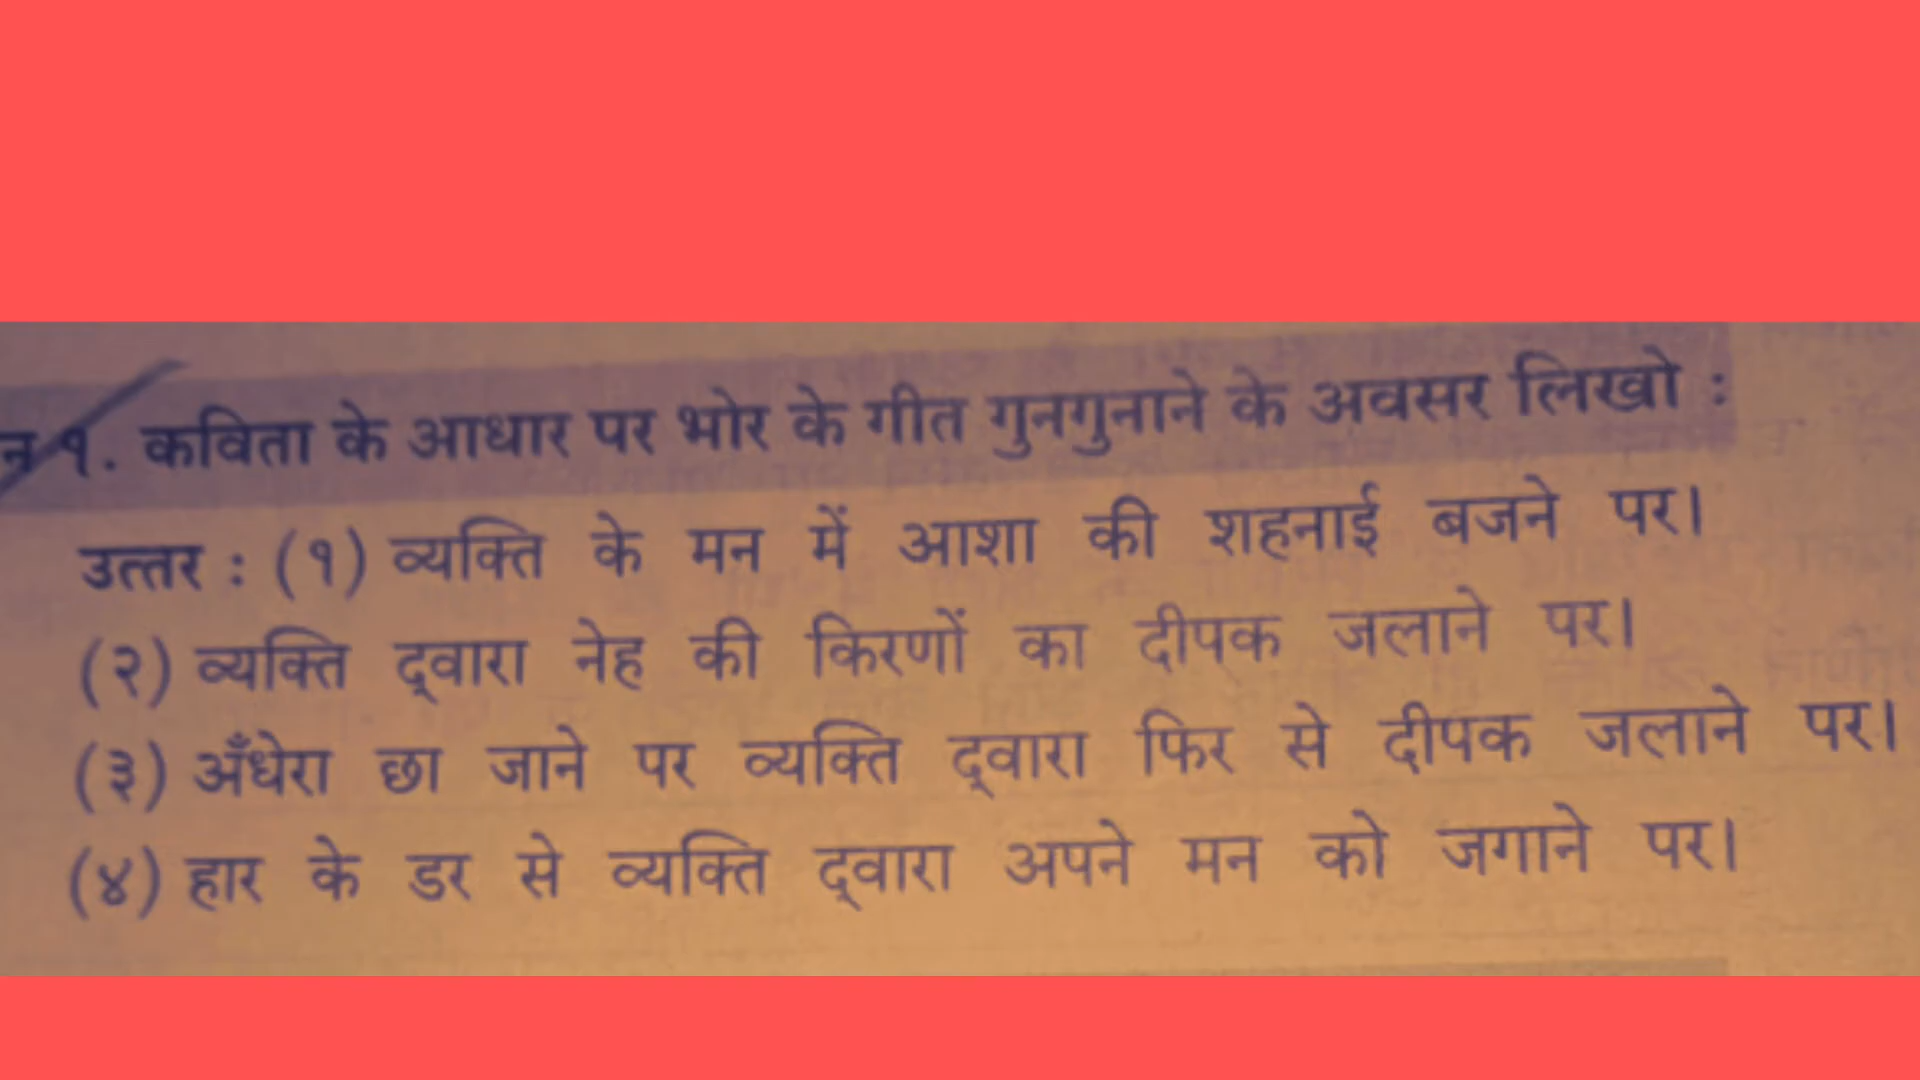 न १. कविता के आधार पर भोर के गीत गुनगुनाने के अवसर लिखो :
उत्तर : (१) व्यक्ति के मन में आशा की शहनाई बजने पर।
(२) व्यक्ति द्‌वारा नेह की किरणों का दीपक जलाने पर।
(३) अँधेरा छा जाने पर व्यक्ति द्‌वारा फिर से दीपक जलाने पर।
(४) हार के डर से व्यक्ति द्‌वारा अपने मन को जगाने पर।